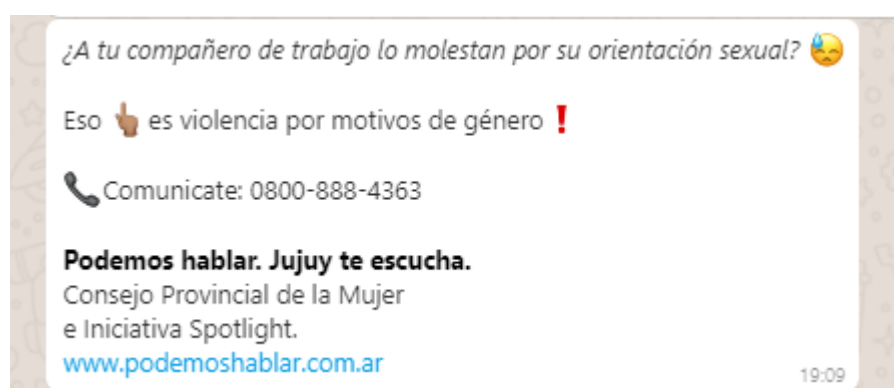 ¿A tu compañero de trabajo lo molestan por su orientación sexual? 😓
Eso 👆🏽 es violencia por motivos de género ❗
📞Comunicate: 0800-888-4363
Podemos hablar. Jujuy te escucha.
Consejo Provincial de la Mujer
e Iniciativa Spotlight.
www.podemoshablar.com.ar
19:09